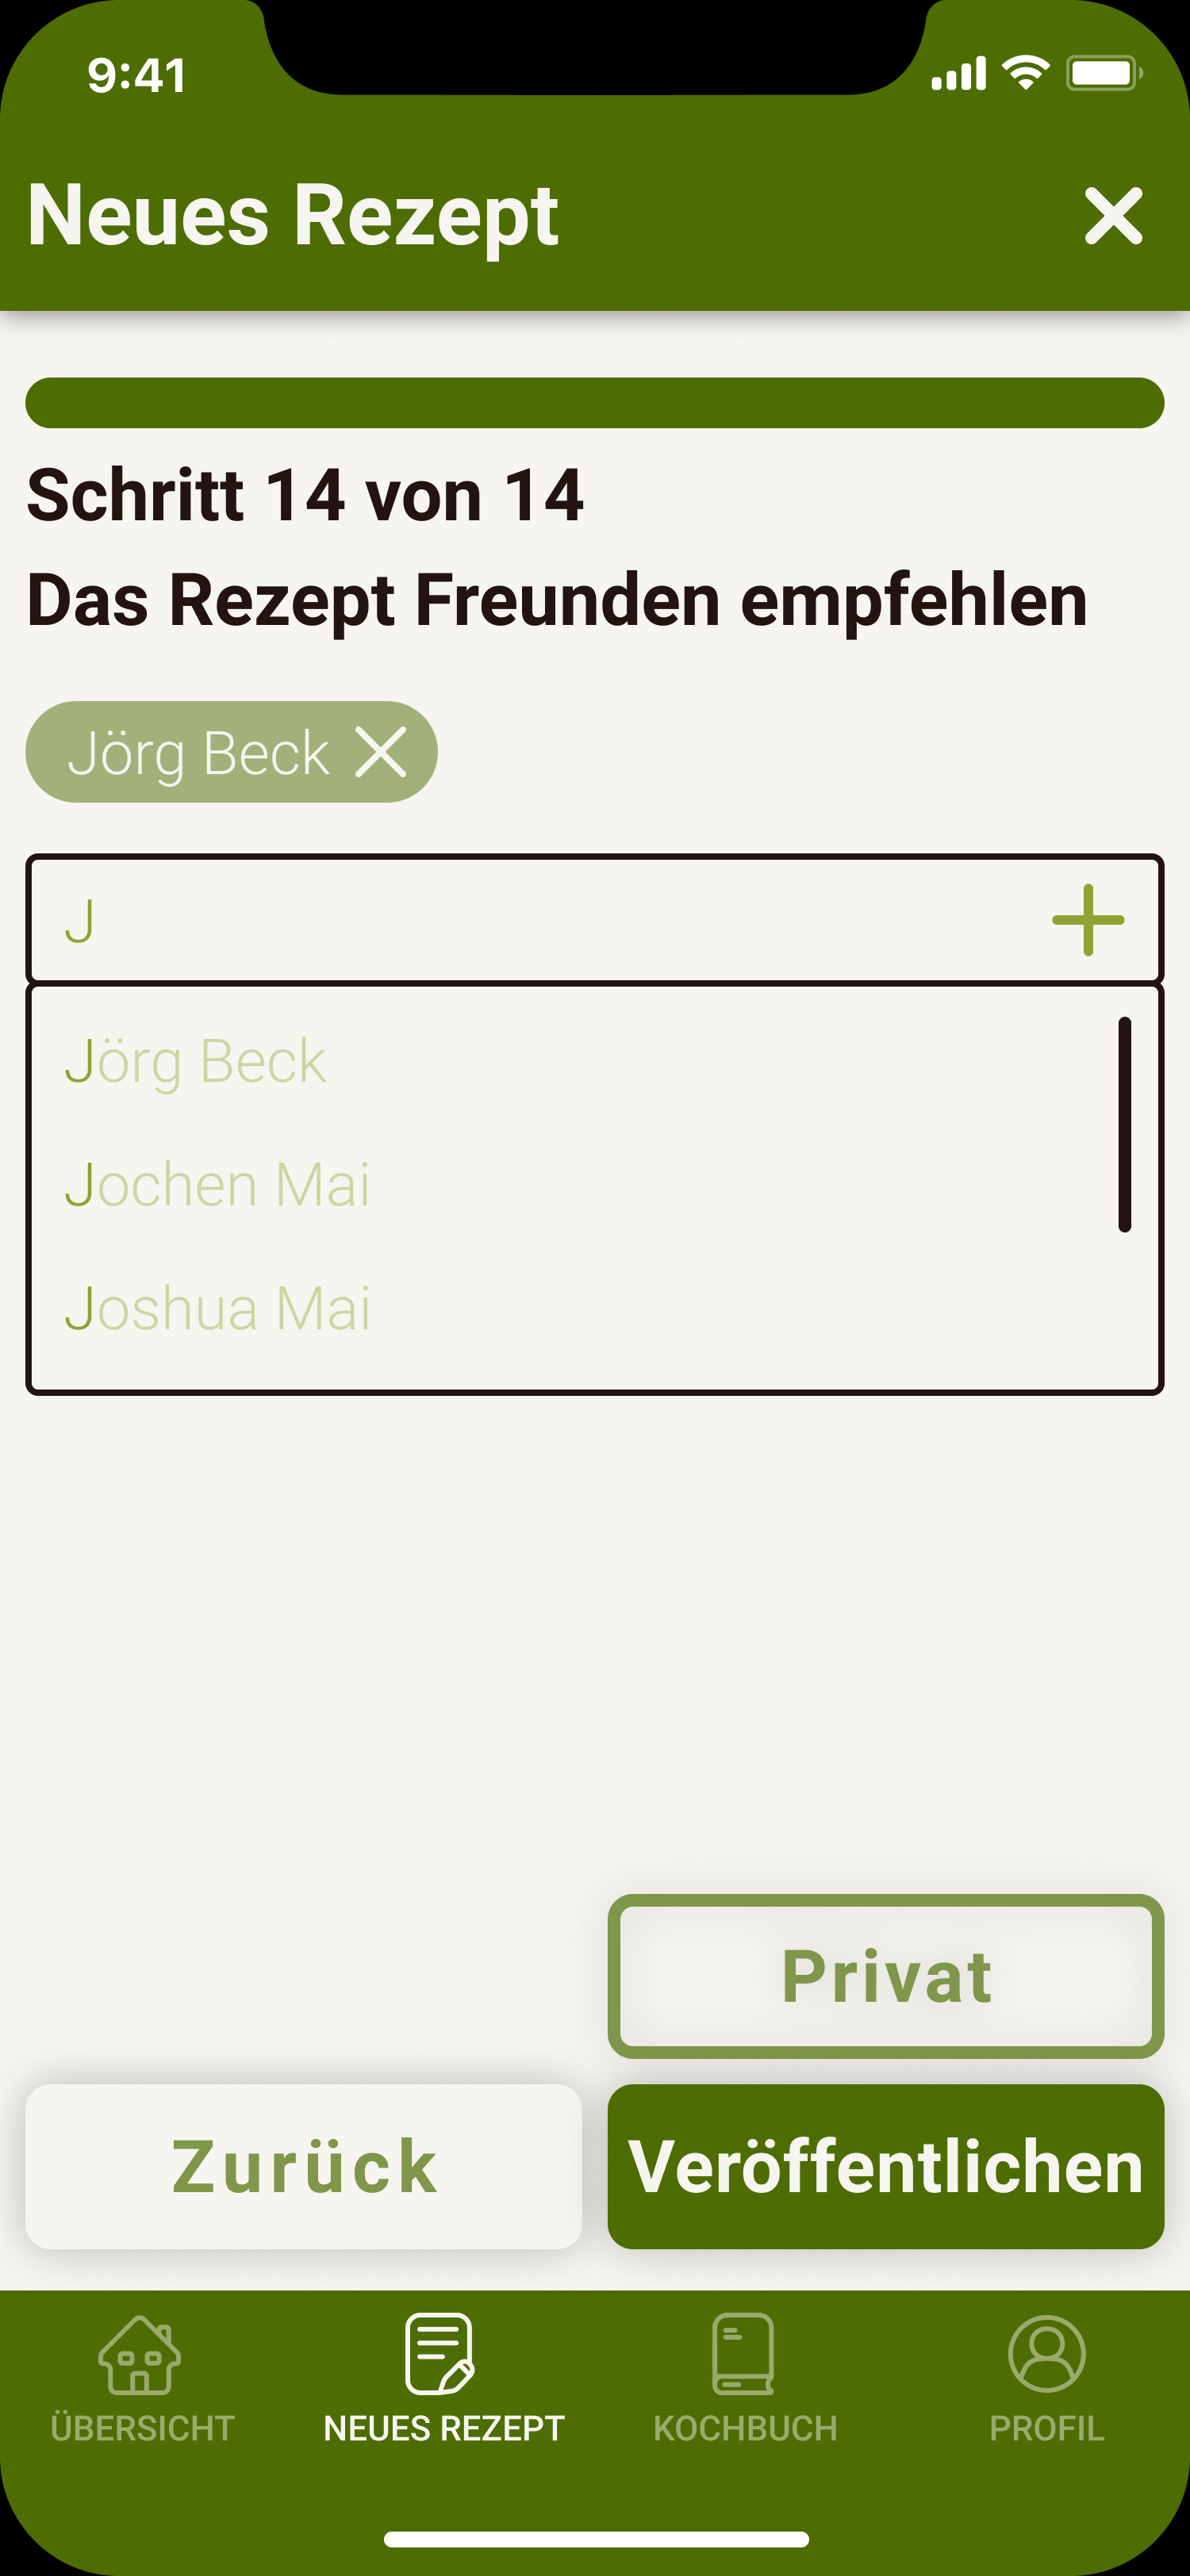 9:41
Neues Rezept
Schritt 14 von 14
Das Rezept Freunden empfehlen
Jörg Beck
J
Jörg Beck
Jochen Mai
Joshua Mai
Privat
Zurück
Veröffentlichen
ÜBERSICHT
NEUES REZEPT
KOCHBUCH
PROFIL